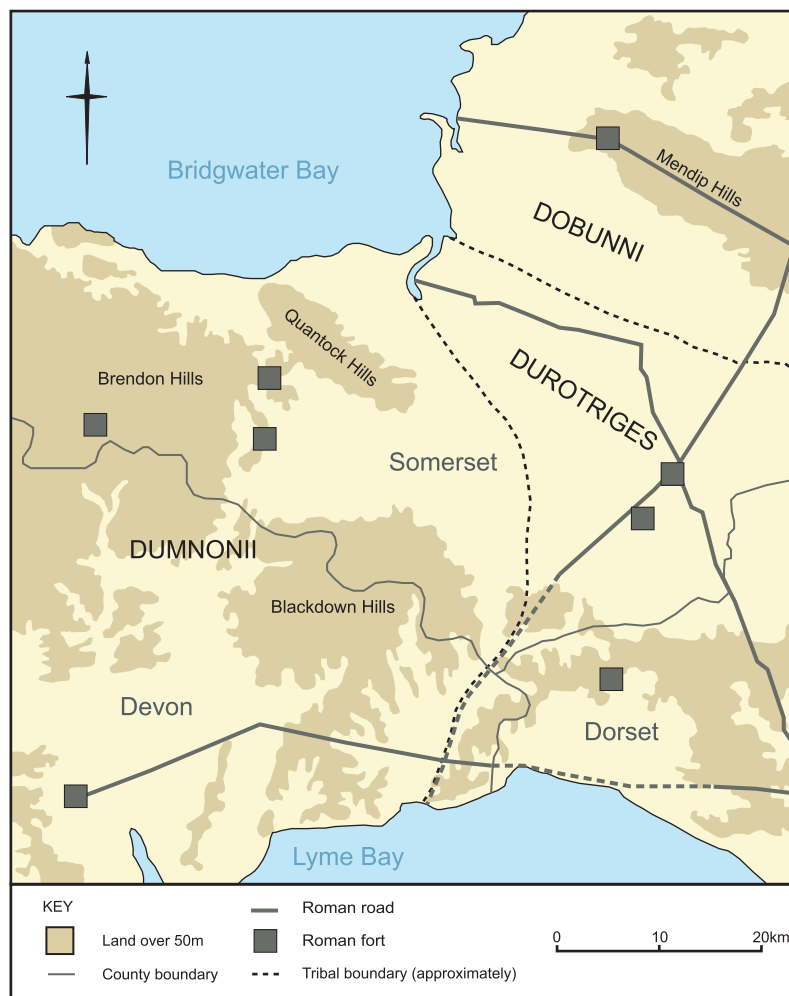 Bridgwater Bay
Mendip Hills
DOBUNNI
Quantock Hills
DUROTRIGES
Brendon Hills
Somerset
DUMNONII
Blackdown Hills
Devon
Dorset
Lyme Bay
KEY
Land over 50m
County boundary
Roman road
Roman fort
Tribal boundary (approximately)
0 10 20km